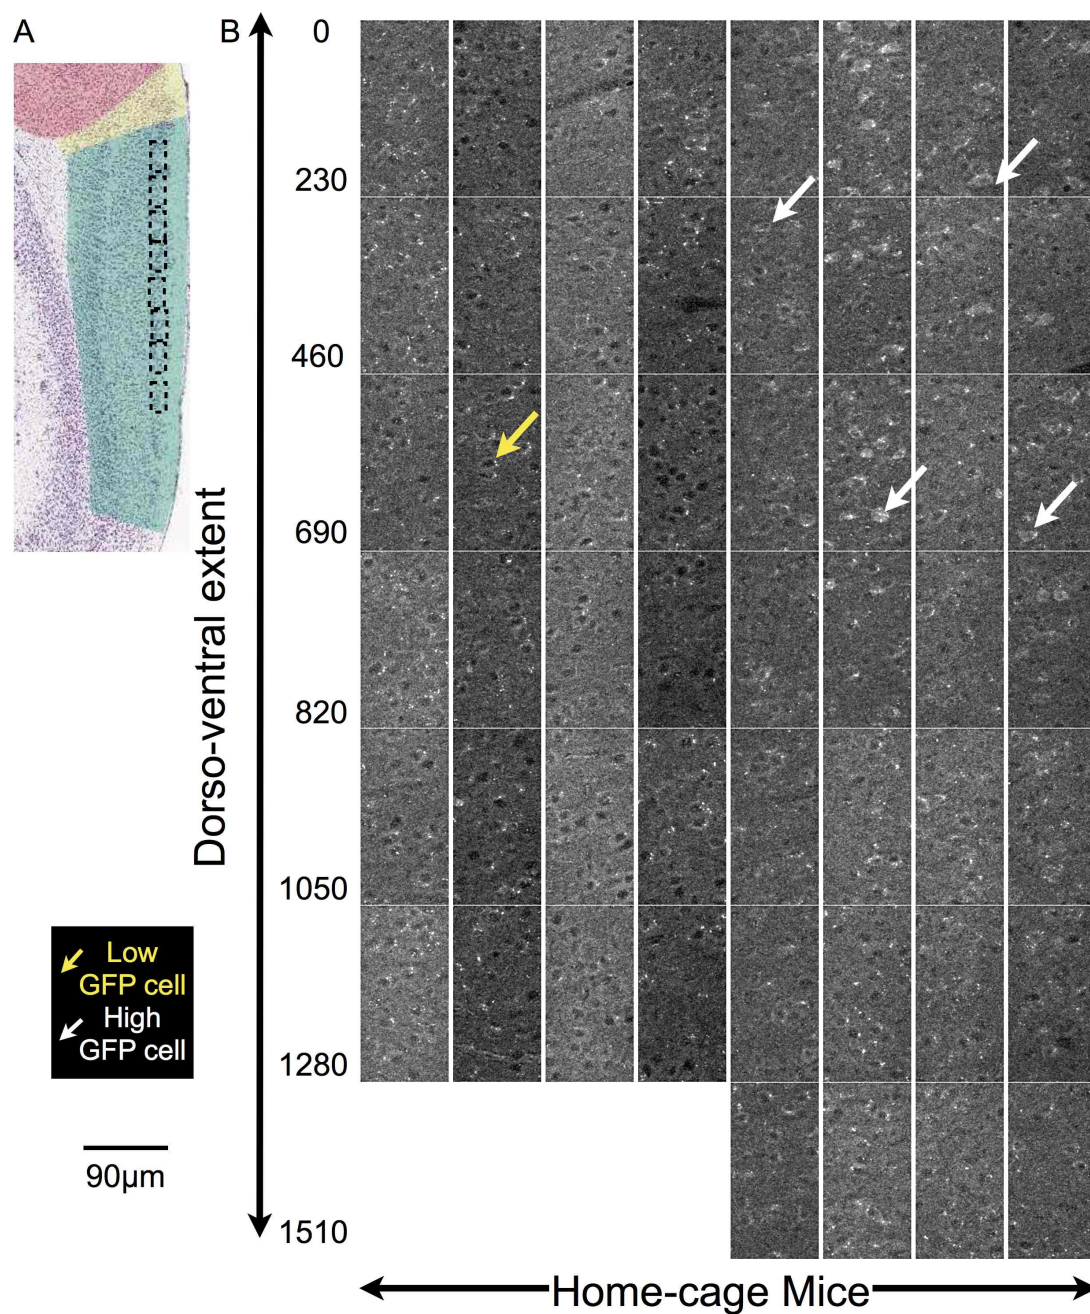 A
B
0
230
460
690
820
1050
1280
1510
Dorso-ventral extent
Low
GFP cell
High
GFP cell
90µm
Home-cage Mice